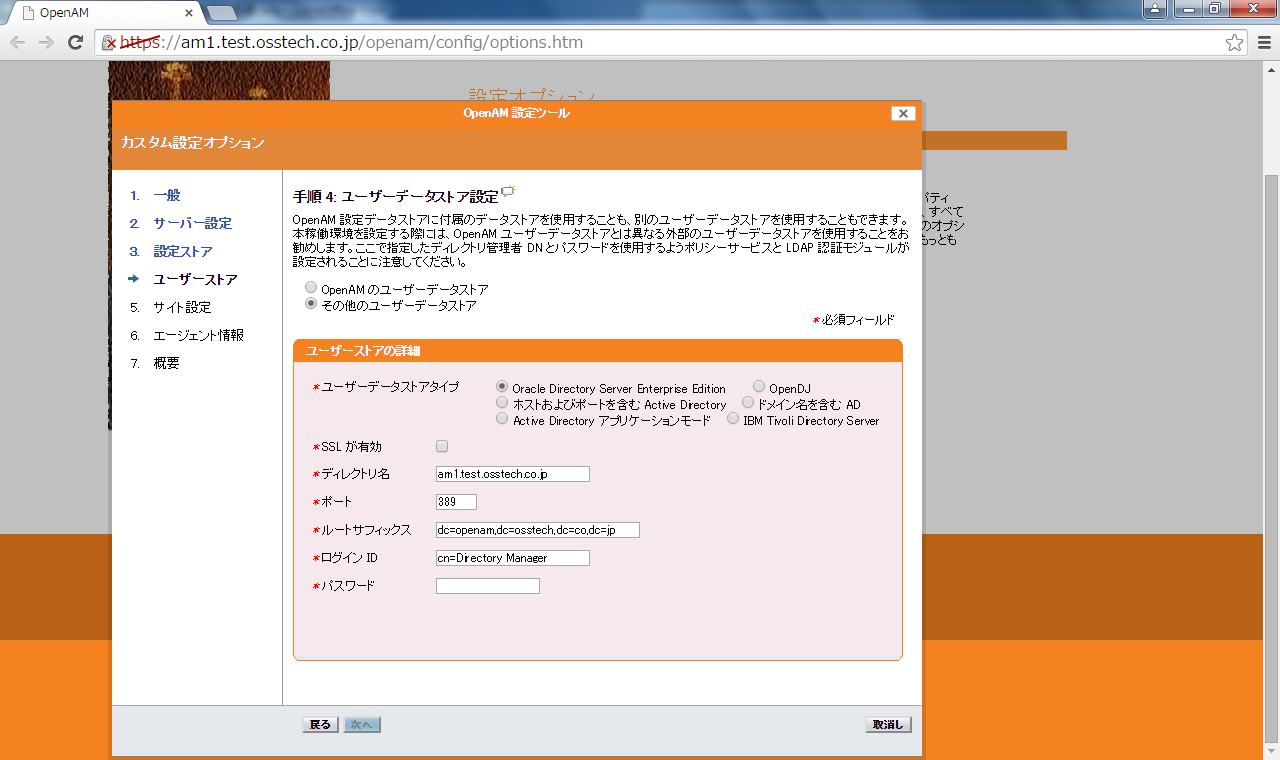 OpenAM
https://am1.test.osstech.co.jp/openam/config/options.htm
設定オプション
OpenAM 設定ツール
カスタム設定オプション
1. 一般
2. サーバー設定
3. 設定ストア
ユーザーストア
5. サイト設定
6. エージェント情報
7. 概要
手順 4: ユーザーデータストア設定
OpenAM 設定データストアに付属のデータストアを使用することも、別のユーザーデータストアを使用することもできます。
本稼働環境を設定する際には、OpenAM ユーザーデータストアとは異なる外部のユーザーデータストアを使用することをお
勧めします。ここで指定したディレクトリ管理者 DN とパスワードを使用するようポリシーサービスと LDAP 認証モジュールが
設定されることに注意してください。
OpenAM のユーザーデータストア
その他のユーザーデータストア
*必須フィールド
ユーザーストアの詳細
*ユーザーデータストアタイプ
Oracle Directory Server Enterprise Edition OpenDJ
ホストおよびポートを含む Active Directory ドメイン名を含む AD
Active Directory アプリケーションモード IBM Tivoli Directory Server
*SSL が有効
*ディレクトリ名 am1.test.osstech.co.jp
*ポート 389
*ルートサフィックス dc=openam,dc=osstech,dc=co,dc=jp
*ログイン ID cn=Directory Manager
*パスワード
戻る 次へ 取消し
パティ
、すべて
のオプシ
もっとも